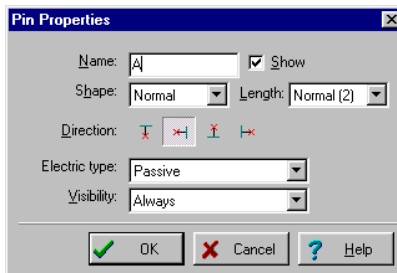 Pin Properties
Name: A Show
Shape: Normal Length: Normal (2)
Direction:
Electric type: Passive
Visibility: Always
OK Cancel ? Help